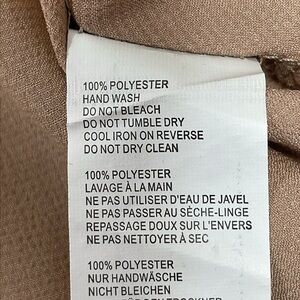 100% POLYESTER
HAND WASH
DO NOT BLEACH
DO NOT TUMBLE DRY
COOL IRON ON REVERSE
DO NOT DRY CLEAN
100% POLYESTER
LAVAGE À LA MAIN
NE PAS UTILISER D'EAU DE JAVEL
NE PAS PASSER AU SÈCHE-LINGE
REPASSAGE DOUX SUR L'ENVERS
NE PAS NETTOYER À SEC
100% POLYESTER
NUR HANDWÄSCHE
NICHT BLEICHEN